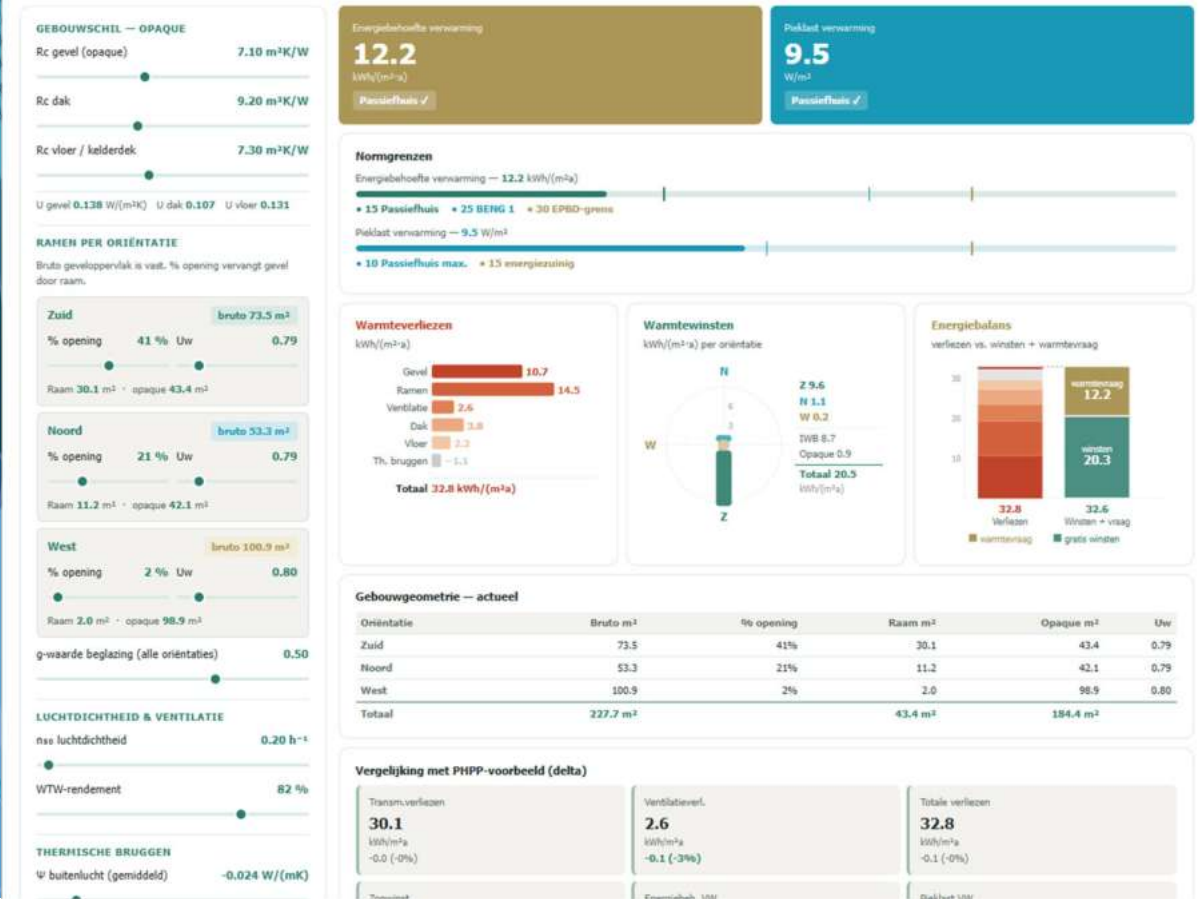 GEBOUWSCHIL — OPAQUE
Rc gevel (opaque) 7.10 m²K/W
Rc dak 9.20 m²K/W
Rc vloer / kelderdek 7.30 m²K/W
U gevel 0.138 W/(m²K) U dak 0.107 U vloer 0.131
RAMEN PER ORIËNTATIE
Bruto geveloppervlak is vast. % opening vervangt gevel
door raam.
Zuid bruto 73.5 m²
% opening 41 % Uw 0.79
Raam 30.1 m² · opaque 43.4 m²
Noord bruto 53.3 m²
% opening 21 % Uw 0.79
Raam 11.2 m² · opaque 42.1 m²
West bruto 100.9 m²
% opening 2 % Uw 0.80
Raam 2.0 m² · opaque 98.9 m²
g-waarde beglazing (alle oriëntaties) 0.50
LUCHTDICHTHEID & VENTILATIE
n₅₀ luchtdichtheid 0.20 h⁻¹
WTW-rendement 82 %
THERMISCHE BRUGGEN
Ψ buitenlucht (gemiddeld) -0.024 W/(mK)
Energiebehoefte verwarming
12.2
kWh/(m²·a)
Passiefhuis ✓
Pieklast verwarming
9.5
W/m²
Passiefhuis ✓
Normgrenzen
Energiebehoefte verwarming — 12.2 kWh/(m²a)
• 15 Passiefhuis • 25 BENG 1 • 30 EPBD-grens
Pieklast verwarming — 9.5 W/m²
• 10 Passiefhuis max. • 15 energiezuinig
Warmteverliezen
kWh/(m²·a)
Gevel 10.7
Ramen 14.5
Ventilatie 2.6
Dak 3.8
Vloer 2.3
Th. bruggen -1.1
Totaal 32.8 kWh/(m²a)
Warmtewinsten
kWh/(m²·a) per oriëntatie
N
6
3
W
Z
Z 9.6
N 1.1
W 0.2
IWB 8.7
Opaque 0.9
Totaal 20.5
kWh/(m²a)
Energiebalans
verliezen vs. winsten + warmtevraag
30
20
10
warmtevraag
12.2
winsten
20.3
32.8 32.6
Verliezen Winsten + vraag
warmtevraag gratis winsten
Gebouwgeometrie — actueel
Oriëntatie Bruto m² % opening Raam m² Opaque m² Uw
Zuid 73.5 41% 30.1 43.4 0.79
Noord 53.3 21% 11.2 42.1 0.79
West 100.9 2% 2.0 98.9 0.80
Totaal 227.7 m² 43.4 m² 184.4 m²
Vergelijking met PHPP-voorbeeld (delta)
Transm.verliezen
30.1
kWh/m²a
-0.0 (-0%)
Ventilatieverl.
2.6
kWh/m²a
-0.1 (-3%)
Totale verliezen
32.8
kWh/m²a
-0.1 (-0%)